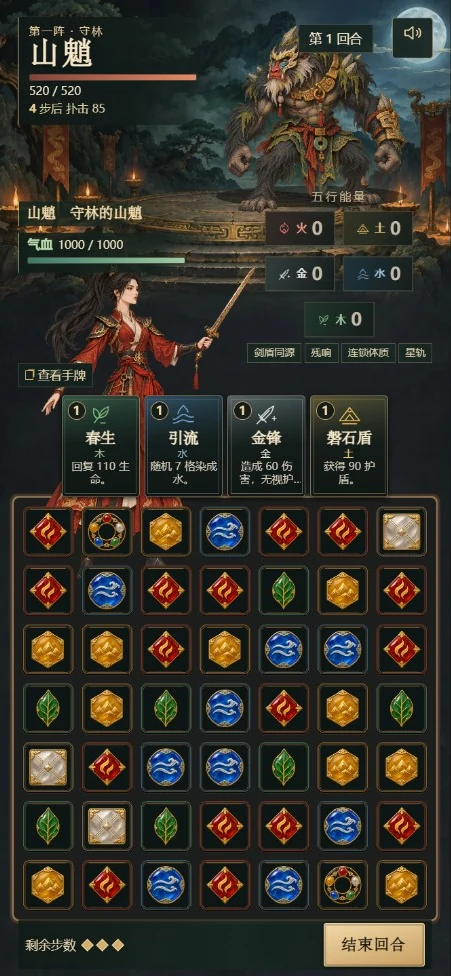 第一阵 · 守林
山魈
520 / 520
4 步后 扑击 85
第 1 回合
五行能量
火 0
土 0
金 0
水 0
木 0
山魈 守林的山魈
气血 1000 / 1000
剑盾同源
残响
连锁体质
星轨
查看手牌
1
春生
木
回复 110 生
命。
1
引流
水
随机 7 格染成
水。
1
金锋
金
造成 60 伤
害，无视护...
1
磐石盾
土
获得 90 护
盾。
剩余步数
结束回合